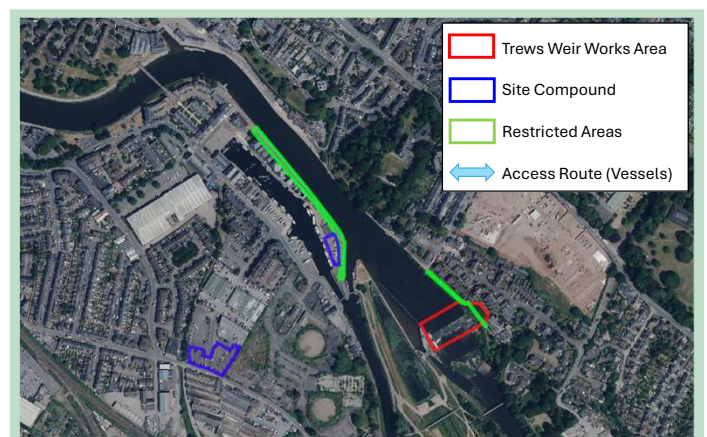 Trews Weir Works Area
Site Compound
Restricted Areas
Access Route (Vessels)